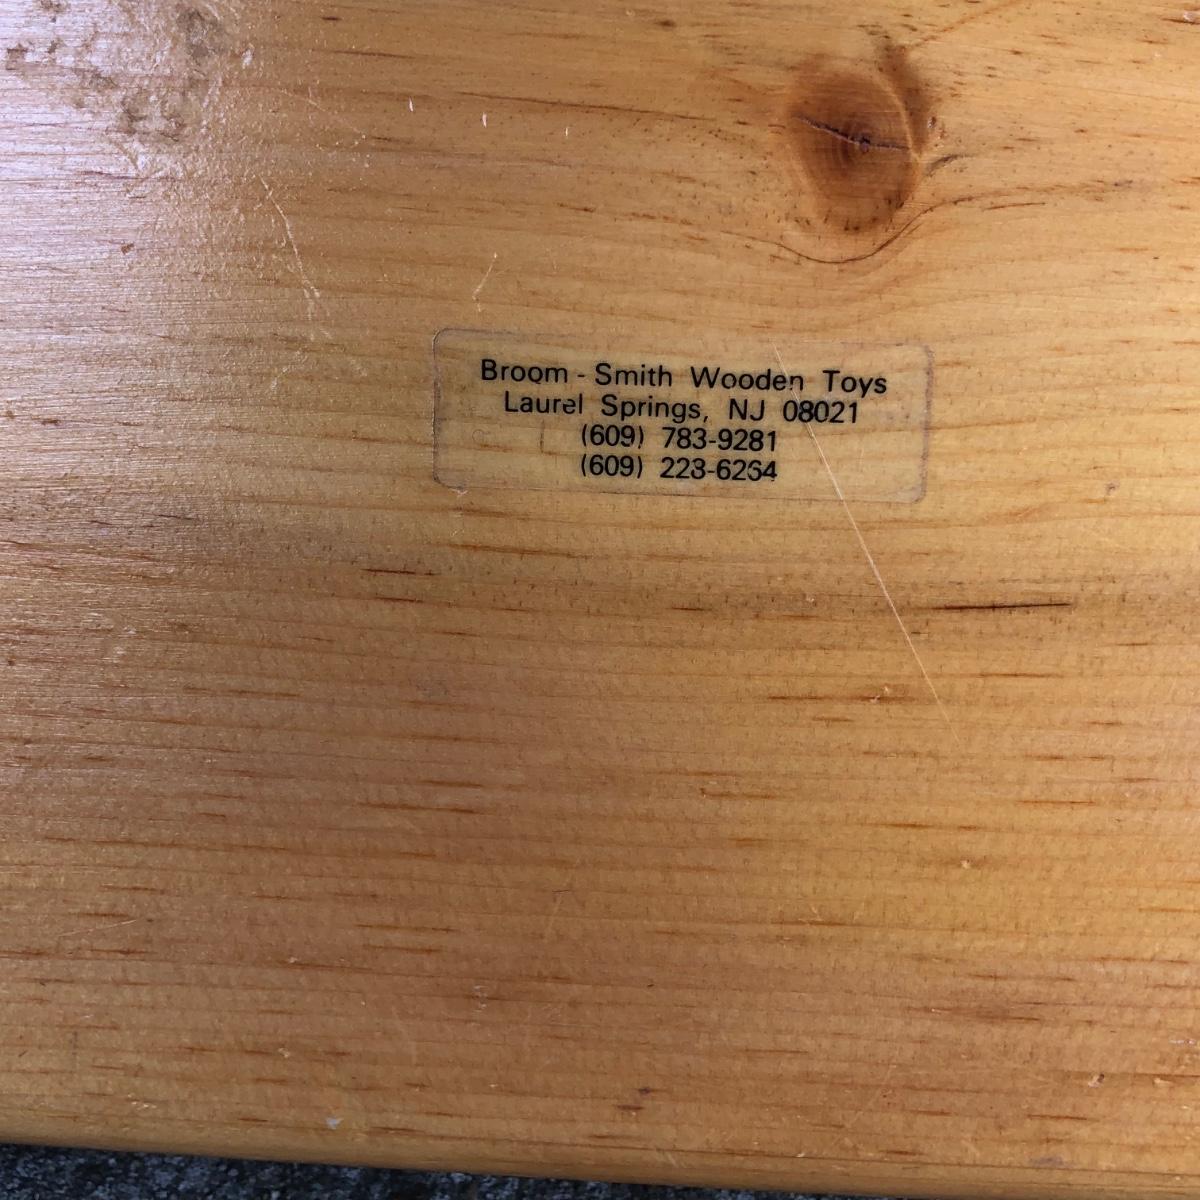 Broom - Smith Wooden Toys
Laurel Springs, NJ 08021
(609) 783-9281
(609) 223-6264